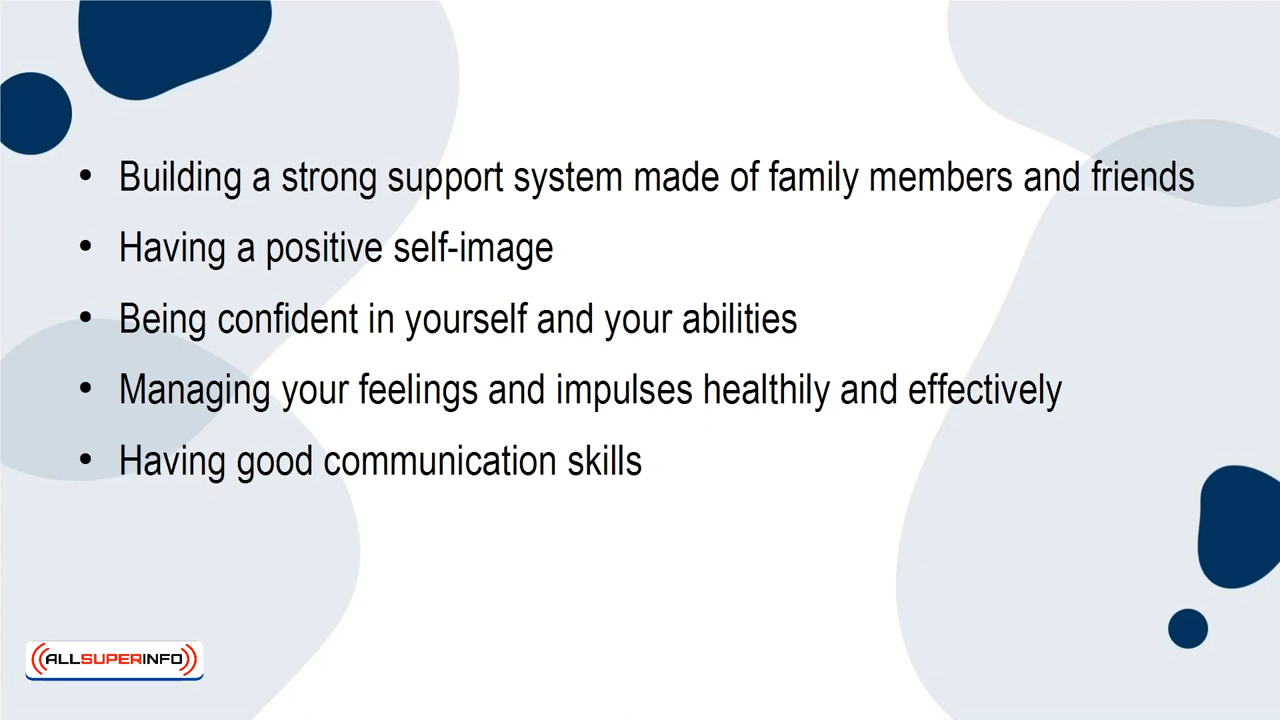 • Building a strong support system made of family members and friends
• Having a positive self-image
• Being confident in yourself and your abilities
• Managing your feelings and impulses healthily and effectively
• Having good communication skills
ALLSUPERINFO